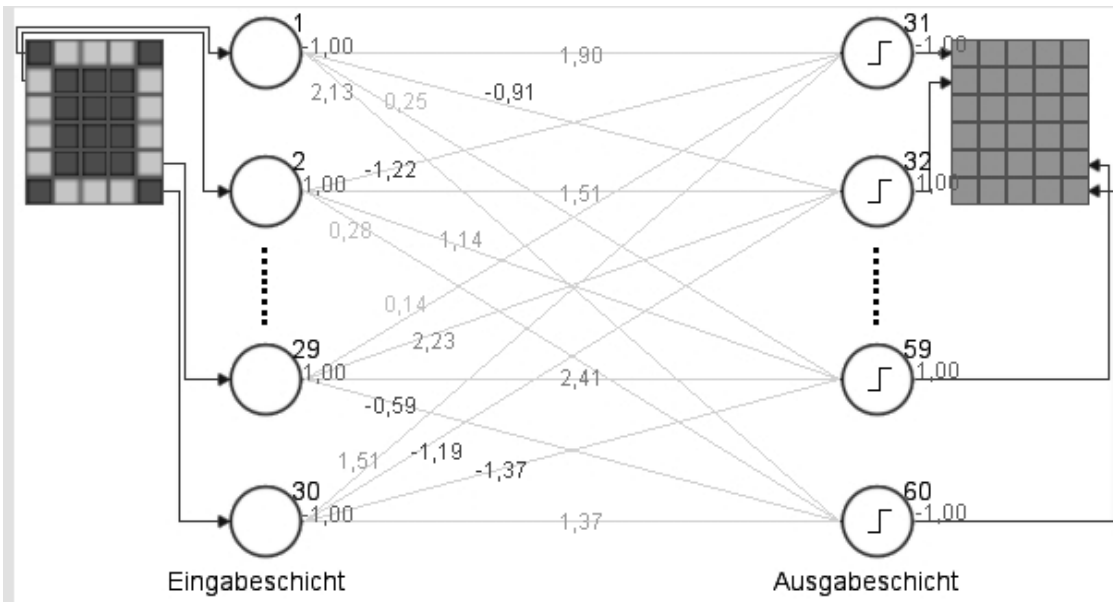 1 31
-1,00 1,90 -1,00
2,13 0,25 -0,91
2 -1,22 32
1,00 1,51 1,00
0,28 1,14
0,14
29 2,23 59
1,00 2,41 1,00
-0,59
1,51 -1,19 -1,37
30 60
-1,00 1,37 -1,00
Eingabeschicht Ausgabeschicht